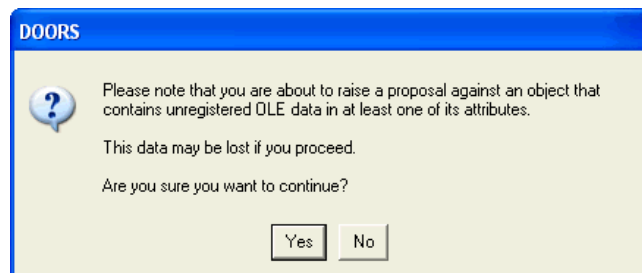 DOORS
Please note that you are about to raise a proposal against an object that
contains unregistered OLE data in at least one of its attributes.
This data may be lost if you proceed.
Are you sure you want to continue?
Yes No